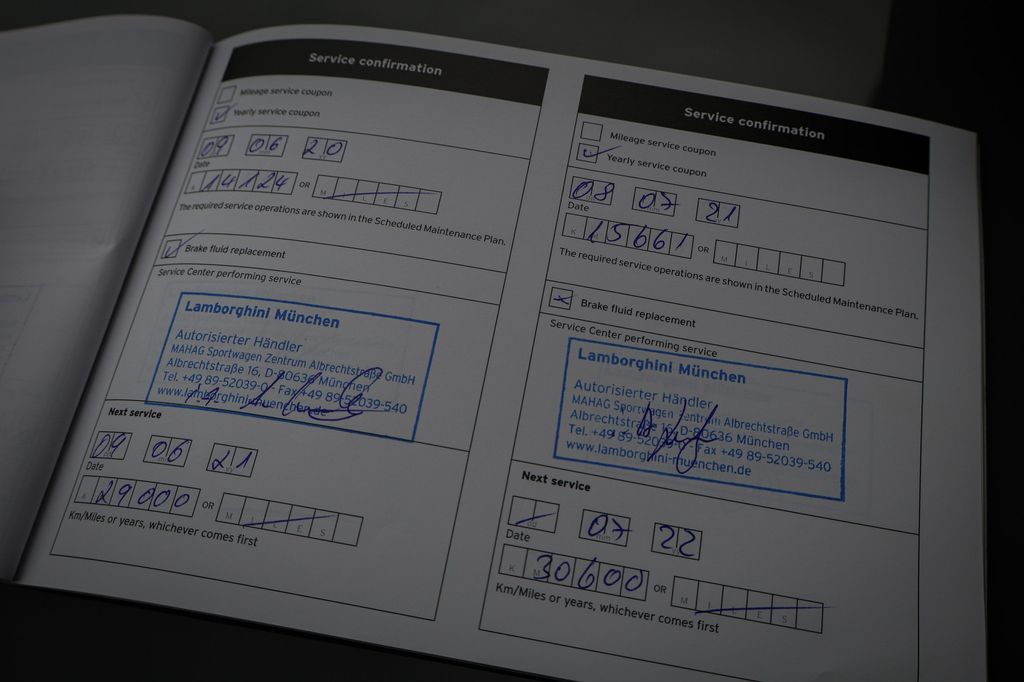 Service confirmation
Mileage service coupon
Yearly service coupon
09 06 20
Date
K 14124 OR MILES
The required service operations are shown in the Scheduled Maintenance Plan.
Brake fluid replacement
Service Center performing service
Lamborghini München
Autorisierter Händler
MAHAG Sportwagen Zentrum Albrechtstraße GmbH
Albrechtstraße 16, D-80636 München
Tel. +49 89-52039-0 - Fax +49 89-52039-540
www.lamborghini-muenchen.de
Next service
09 06 21
Date
K 29000 OR MILES
Km/Miles or years, whichever comes first
Service confirmation
Mileage service coupon
Yearly service coupon
08 07 21
Date
K 15661 OR MILES
The required service operations are shown in the Scheduled Maintenance Plan.
Brake fluid replacement
Service Center performing service
Lamborghini München
Autorisierter Händler
MAHAG Sportwagen Zentrum Albrechtstraße GmbH
Albrechtstraße 16, D-80636 München
Tel. +49 89-52039-0 - Fax +49 89-52039-540
www.lamborghini-muenchen.de
Next service
07 22
Date
K M 30600 OR MILES
Km/Miles or years, whichever comes first